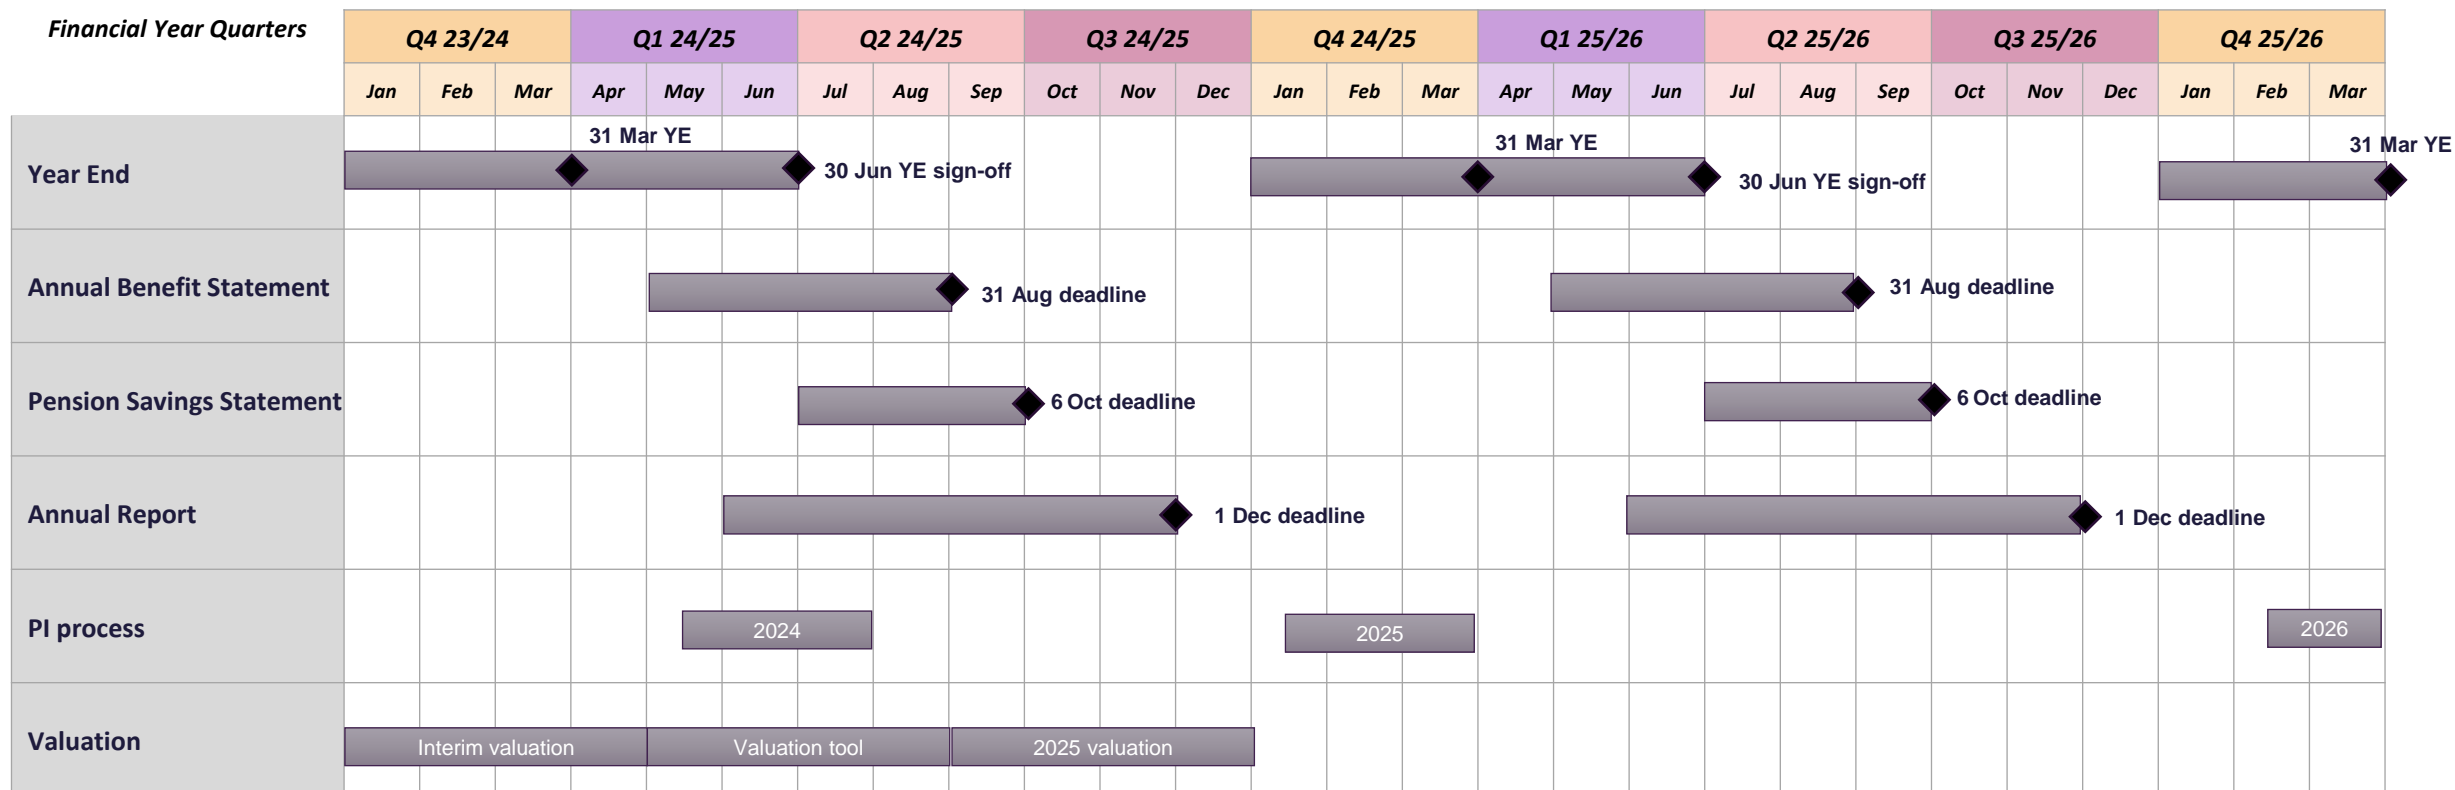 Financial Year Quarters
Q4 23/24 Q1 24/25 Q2 24/25 Q3 24/25 Q4 24/25 Q1 25/26 Q2 25/26 Q3 25/26 Q4 25/26
Jan Feb Mar Apr May Jun Jul Aug Sep Oct Nov Dec Jan Feb Mar Apr May Jun Jul Aug Sep Oct Nov Dec Jan Feb Mar
31 Mar YE 31 Mar YE 31 Mar YE
Year End 30 Jun YE sign-off 30 Jun YE sign-off
Annual Benefit Statement 31 Aug deadline 31 Aug deadline
Pension Savings Statement 6 Oct deadline 6 Oct deadline
Annual Report 1 Dec deadline 1 Dec deadline
PI process 2024 2025 2026
Valuation Interim valuation Valuation tool 2025 valuation